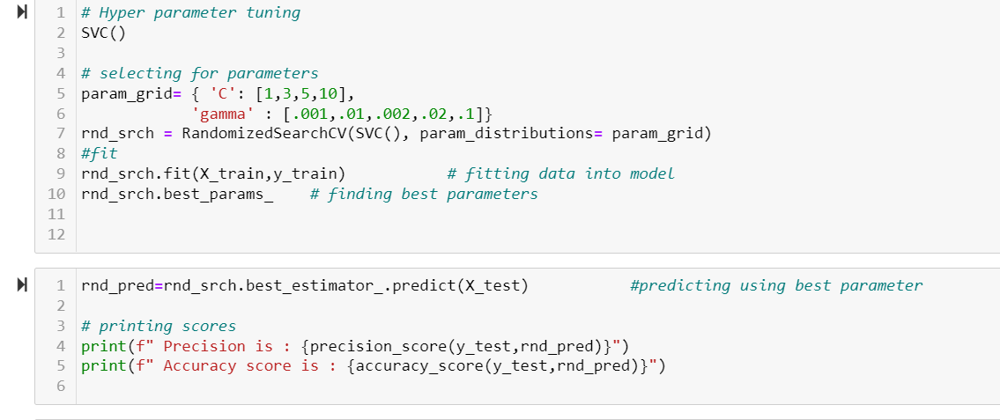 1 # Hyper parameter tuning
2 SVC()
3
4 # selecting for parameters
5 param_grid= { 'C': [1,3,5,10],
6             'gamma' : [.001,.01,.002,.02,.1]}
7 rnd_srch = RandomizedSearchCV(SVC(), param_distributions= param_grid)
8 #fit
9 rnd_srch.fit(X_train,y_train)           # fitting data into model
10 rnd_srch.best_params_    # finding best parameters
11
12
1 rnd_pred=rnd_srch.best_estimator_.predict(X_test)           #predicting using best parameter
2
3 # printing scores
4 print(f" Precision is : {precision_score(y_test,rnd_pred)}")
5 print(f" Accuracy score is : {accuracy_score(y_test,rnd_pred)}")
6